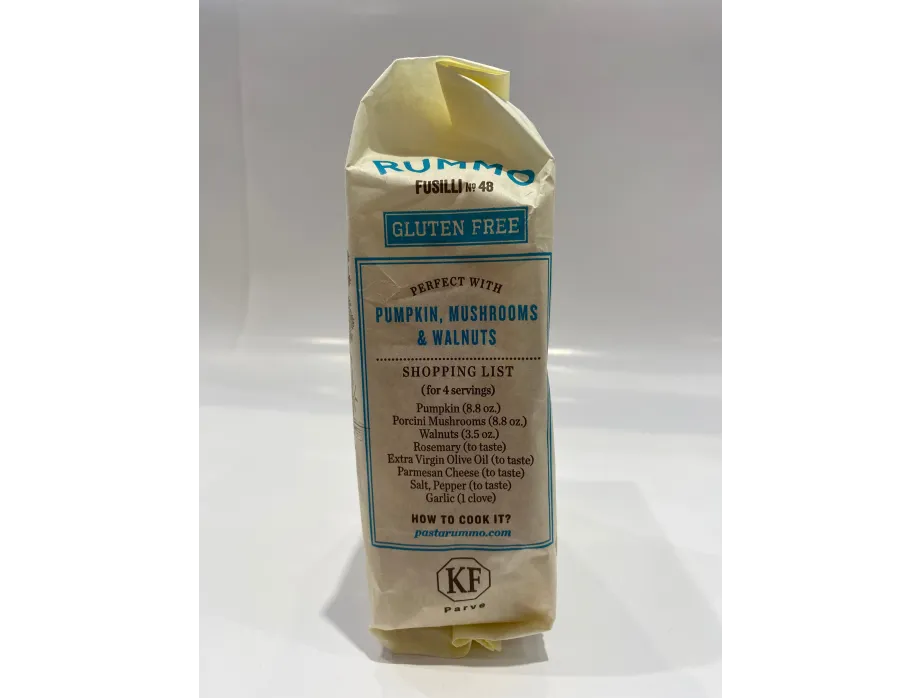 RUMMO
FUSILLI Nº 48
GLUTEN FREE
PERFECT WITH
PUMPKIN, MUSHROOMS
& WALNUTS
SHOPPING LIST
(for 4 servings)
Pumpkin (8.8 oz.)
Porcini Mushrooms (8.8 oz.)
Walnuts (3.5 oz.)
Rosemary (to taste)
Extra Virgin Olive Oil (to taste)
Parmesan Cheese (to taste)
Salt, Pepper (to taste)
Garlic (1 clove)
HOW TO COOK IT?
pastarummo.com
KF
Parve